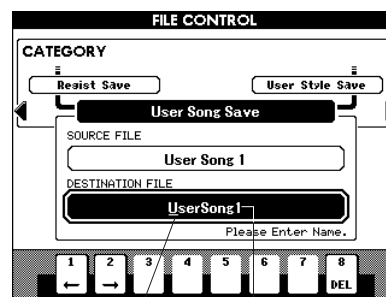 FILE CONTROL
CATEGORY
Regist Save
User Style Save
User Song Save
SOURCE FILE
User Song 1
DESTINATION FILE
UserSong1
Please Enter Name.
1 2 3 4 5 6 7 8
← → DEL